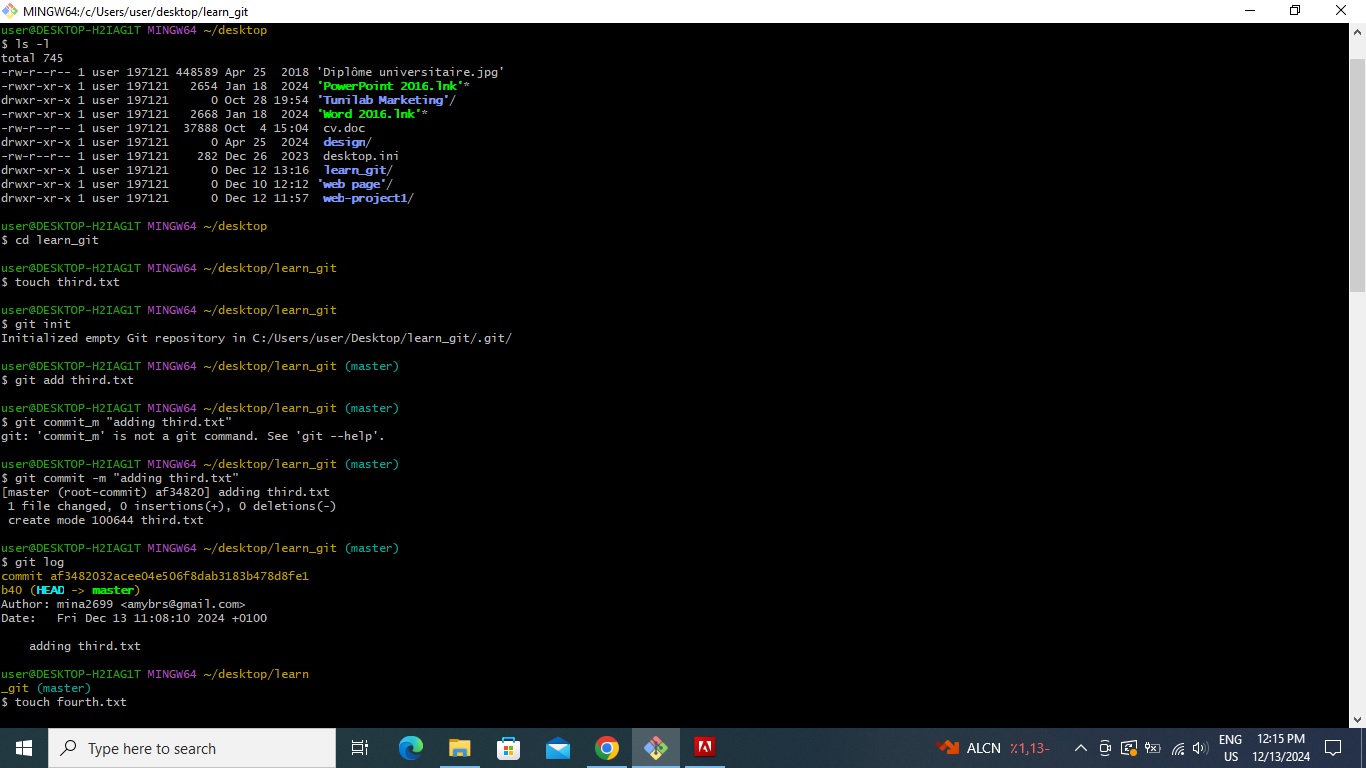 MINGW64:/c/Users/user/desktop/learn_git
user@DESKTOP-H2IAG1T MINGW64 ~/desktop
$ ls -l
total 745
-rw-r--r-- 1 user 197121 448589 Apr 25  2018 'Diplôme universitaire.jpg'
-rwxr-xr-x 1 user 197121   2654 Jan 18  2024 'PowerPoint 2016.lnk'*
drwxr-xr-x 1 user 197121      0 Oct 28 19:54 'Tunilab Marketing'/
-rwxr-xr-x 1 user 197121   2668 Jan 18  2024 'Word 2016.lnk'*
-rw-r--r-- 1 user 197121  37888 Oct  4 15:04  cv.doc
drwxr-xr-x 1 user 197121      0 Apr 25  2024  design/
-rw-r--r-- 1 user 197121    282 Dec 26  2023  desktop.ini
drwxr-xr-x 1 user 197121      0 Dec 12 13:16  learn_git/
drwxr-xr-x 1 user 197121      0 Dec 10 12:12 'web page'/
drwxr-xr-x 1 user 197121      0 Dec 12 11:57  web-project1/
user@DESKTOP-H2IAG1T MINGW64 ~/desktop
$ cd learn_git
user@DESKTOP-H2IAG1T MINGW64 ~/desktop/learn_git
$ touch third.txt
user@DESKTOP-H2IAG1T MINGW64 ~/desktop/learn_git
$ git init
Initialized empty Git repository in C:/Users/user/Desktop/learn_git/.git/
user@DESKTOP-H2IAG1T MINGW64 ~/desktop/learn_git (master)
$ git add third.txt
user@DESKTOP-H2IAG1T MINGW64 ~/desktop/learn_git (master)
$ git commit_m "adding third.txt"
git: 'commit_m' is not a git command. See 'git --help'.
user@DESKTOP-H2IAG1T MINGW64 ~/desktop/learn_git (master)
$ git commit -m "adding third.txt"
[master (root-commit) af34820] adding third.txt
 1 file changed, 0 insertions(+), 0 deletions(-)
 create mode 100644 third.txt
user@DESKTOP-H2IAG1T MINGW64 ~/desktop/learn_git (master)
$ git log
commit af3482032acee04e506f8dab3183b478d8fe1
b40 (HEAD -> master)
Author: mina2699 <amybrs@gmail.com>
Date:   Fri Dec 13 11:08:10 2024 +0100
    adding third.txt
user@DESKTOP-H2IAG1T MINGW64 ~/desktop/learn
_git (master)
$ touch fourth.txt
Type here to search
ALCN ٪1,13-
ENG
US
12:15 PM
12/13/2024